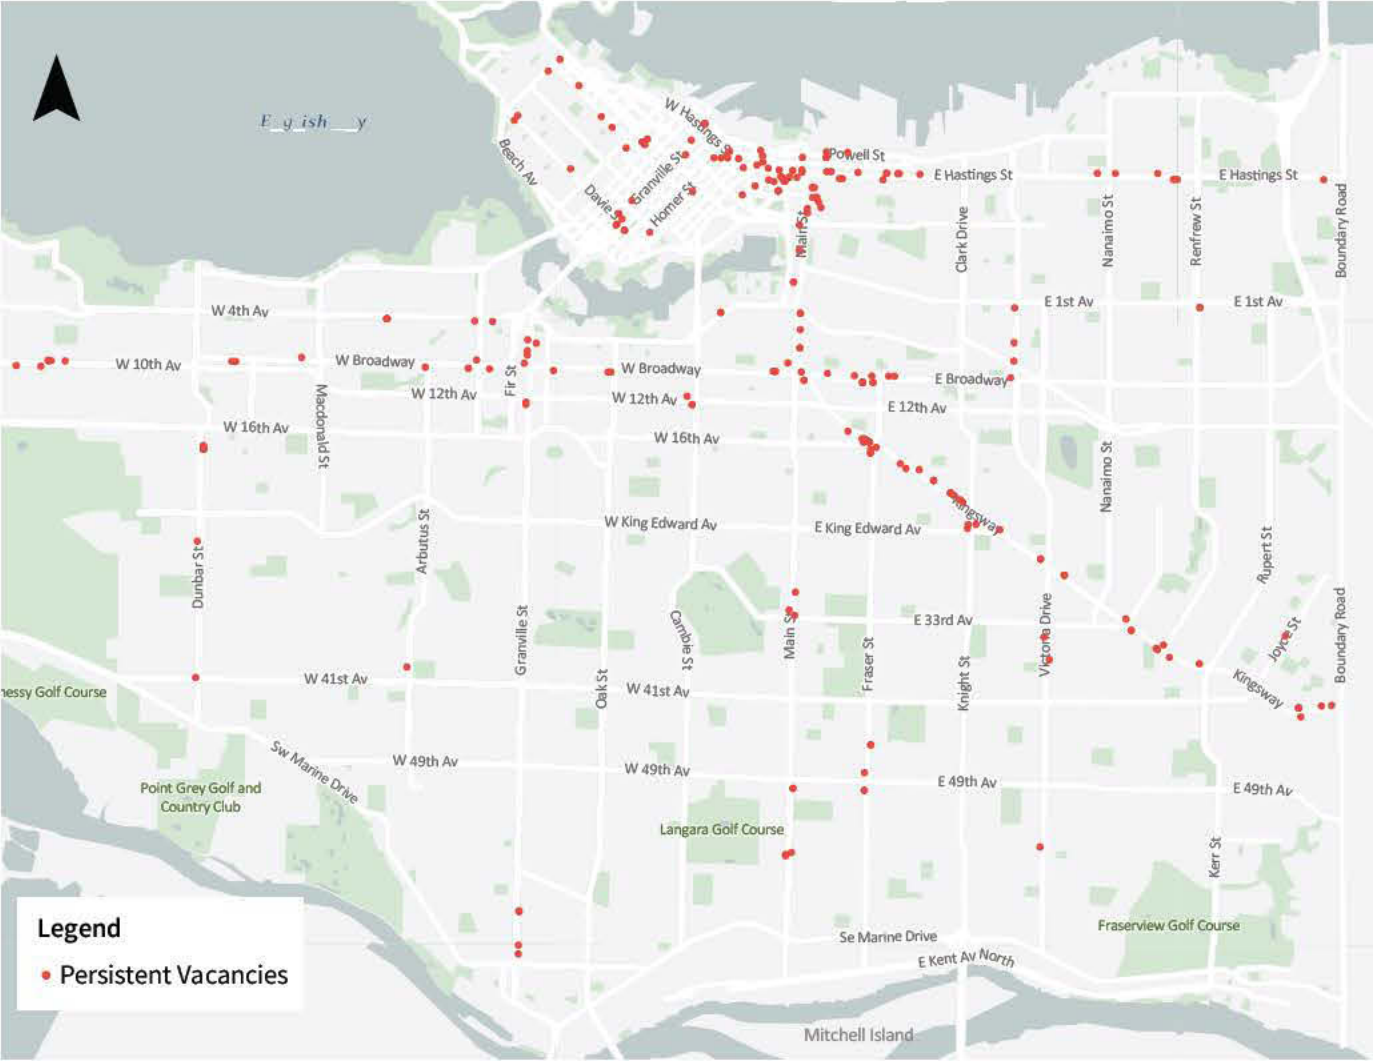 E_g_ish__y
W Hastings S
Beach Av
Granville St
Davie S
Homer St
Powell St
E Hastings St
E Hastings St
Main St
Clark Drive
Nanaimo St
Renfrew St
Boundary Road
W 4th Av
E 1st Av
E 1st Av
W 10th Av
W Broadway
W Broadway
E Broadway
Fir St
Macdonald St
W 12th Av
W 12th Av
E 12th Av
W 16th Av
W 16th Av
Nanaimo St
Kingsway
W King Edward Av
E King Edward Av
Arbutus St
Dunbar St
Rupert St
Granville St
Cambie St
Main S
E 33rd Av
Victoria Drive
Joyce St
Boundary Road
Fraser St
Knight St
Oak St
W 41st Av
W 41st Av
Kingsway
nessy Golf Course
Sw Marine Drive
W 49th Av
W 49th Av
E 49th Av
E 49th Av
Point Grey Golf and
Country Club
Langara Golf Course
Kerr St
Fraserview Golf Course
Se Marine Drive
E Kent Av North
Mitchell Island
Legend
Persistent Vacancies